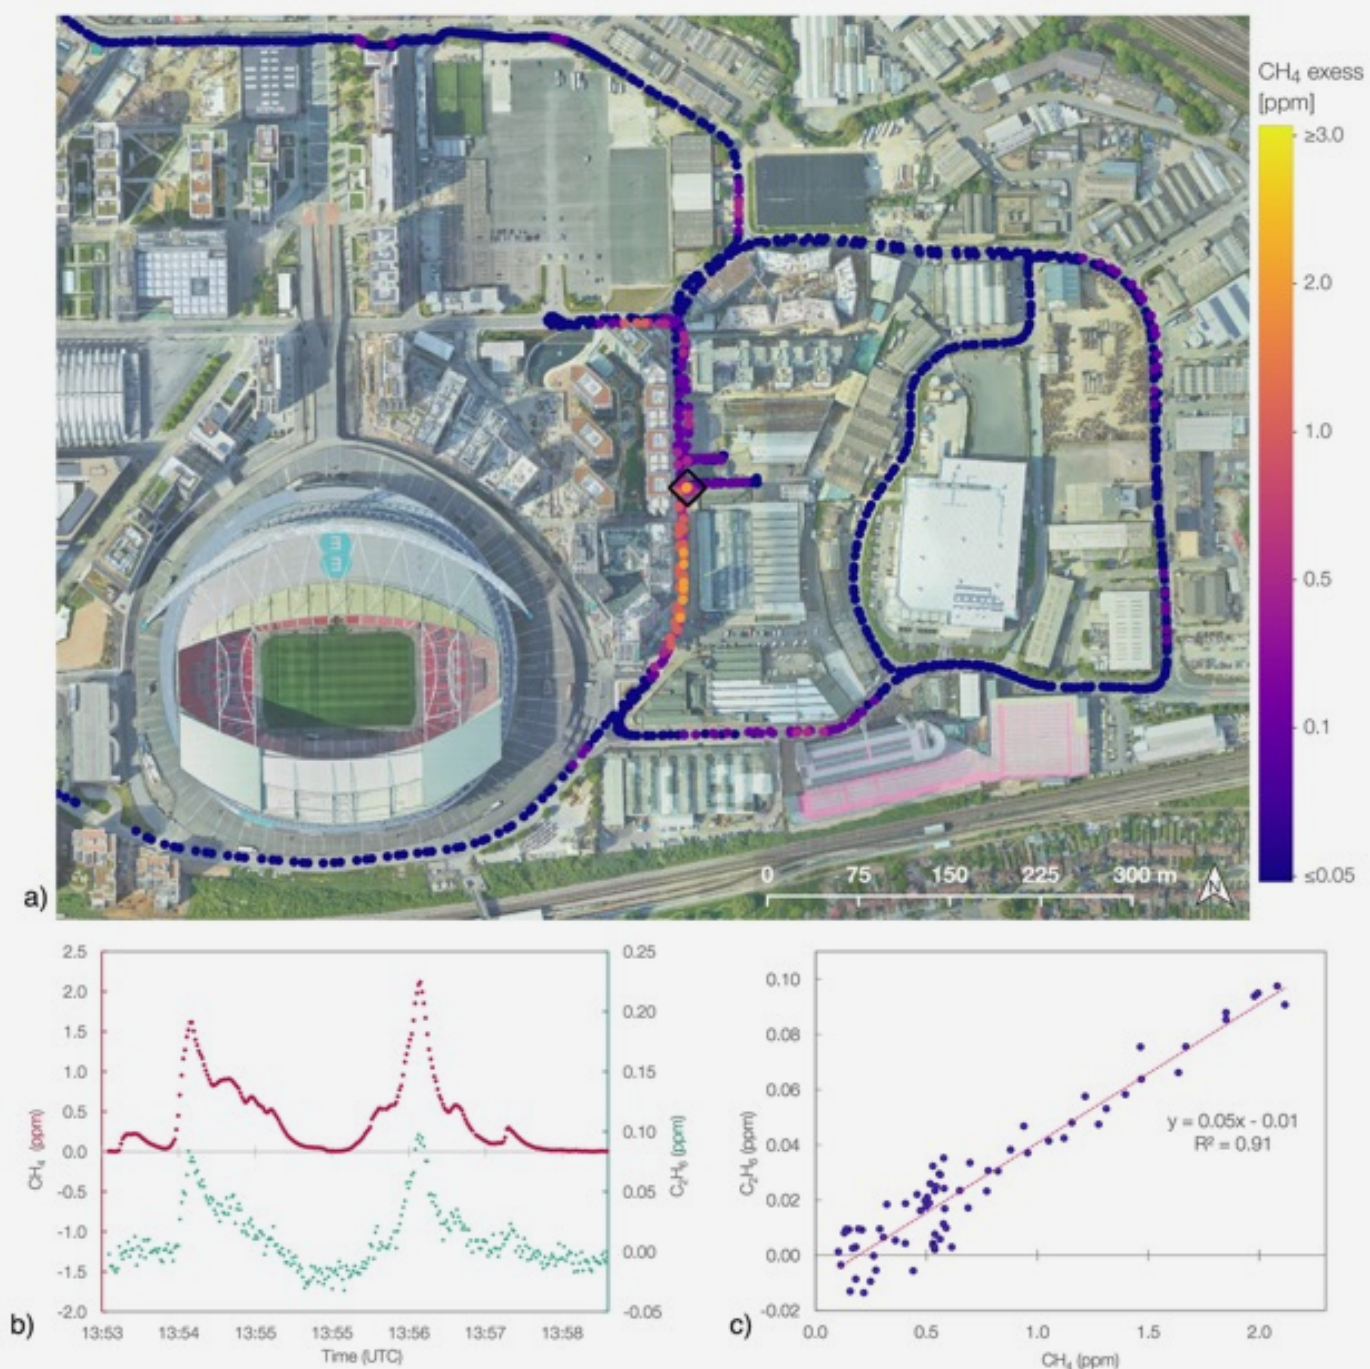 CH₄ exess
[ppm]
≥3.0
2.0
1.0
0.5
0.1
≤0.05
0 75 150 225 300 m
N
a)
2.5
2.0
1.5
1.0
0.5
0.0
-0.5
-1.0
-1.5
-2.0
CH₄ (ppm)
0.25
0.20
0.15
0.10
0.05
0.00
-0.05
C₂H₆ (ppm)
13:53 13:54 13:55 13:55 13:56 13:57 13:58
Time (UTC)
b)
0.10
0.08
0.06
0.04
0.02
0.00
-0.02
C₂H₆ (ppm)
y = 0.05x - 0.01
R² = 0.91
0.0 0.5 1.0 1.5 2.0
CH₄ (ppm)
c)